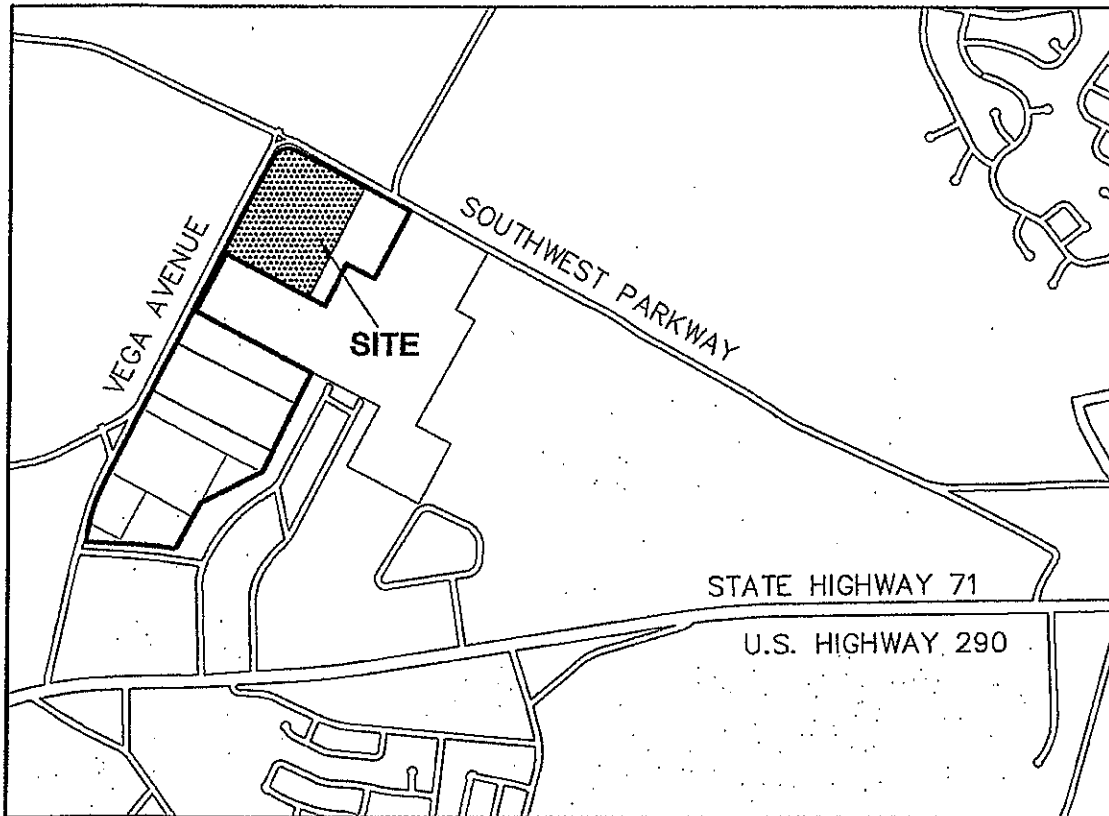 SOUTHWEST PARKWAY
VEGA AVENUE
SITE
STATE HIGHWAY 71
U.S. HIGHWAY 290